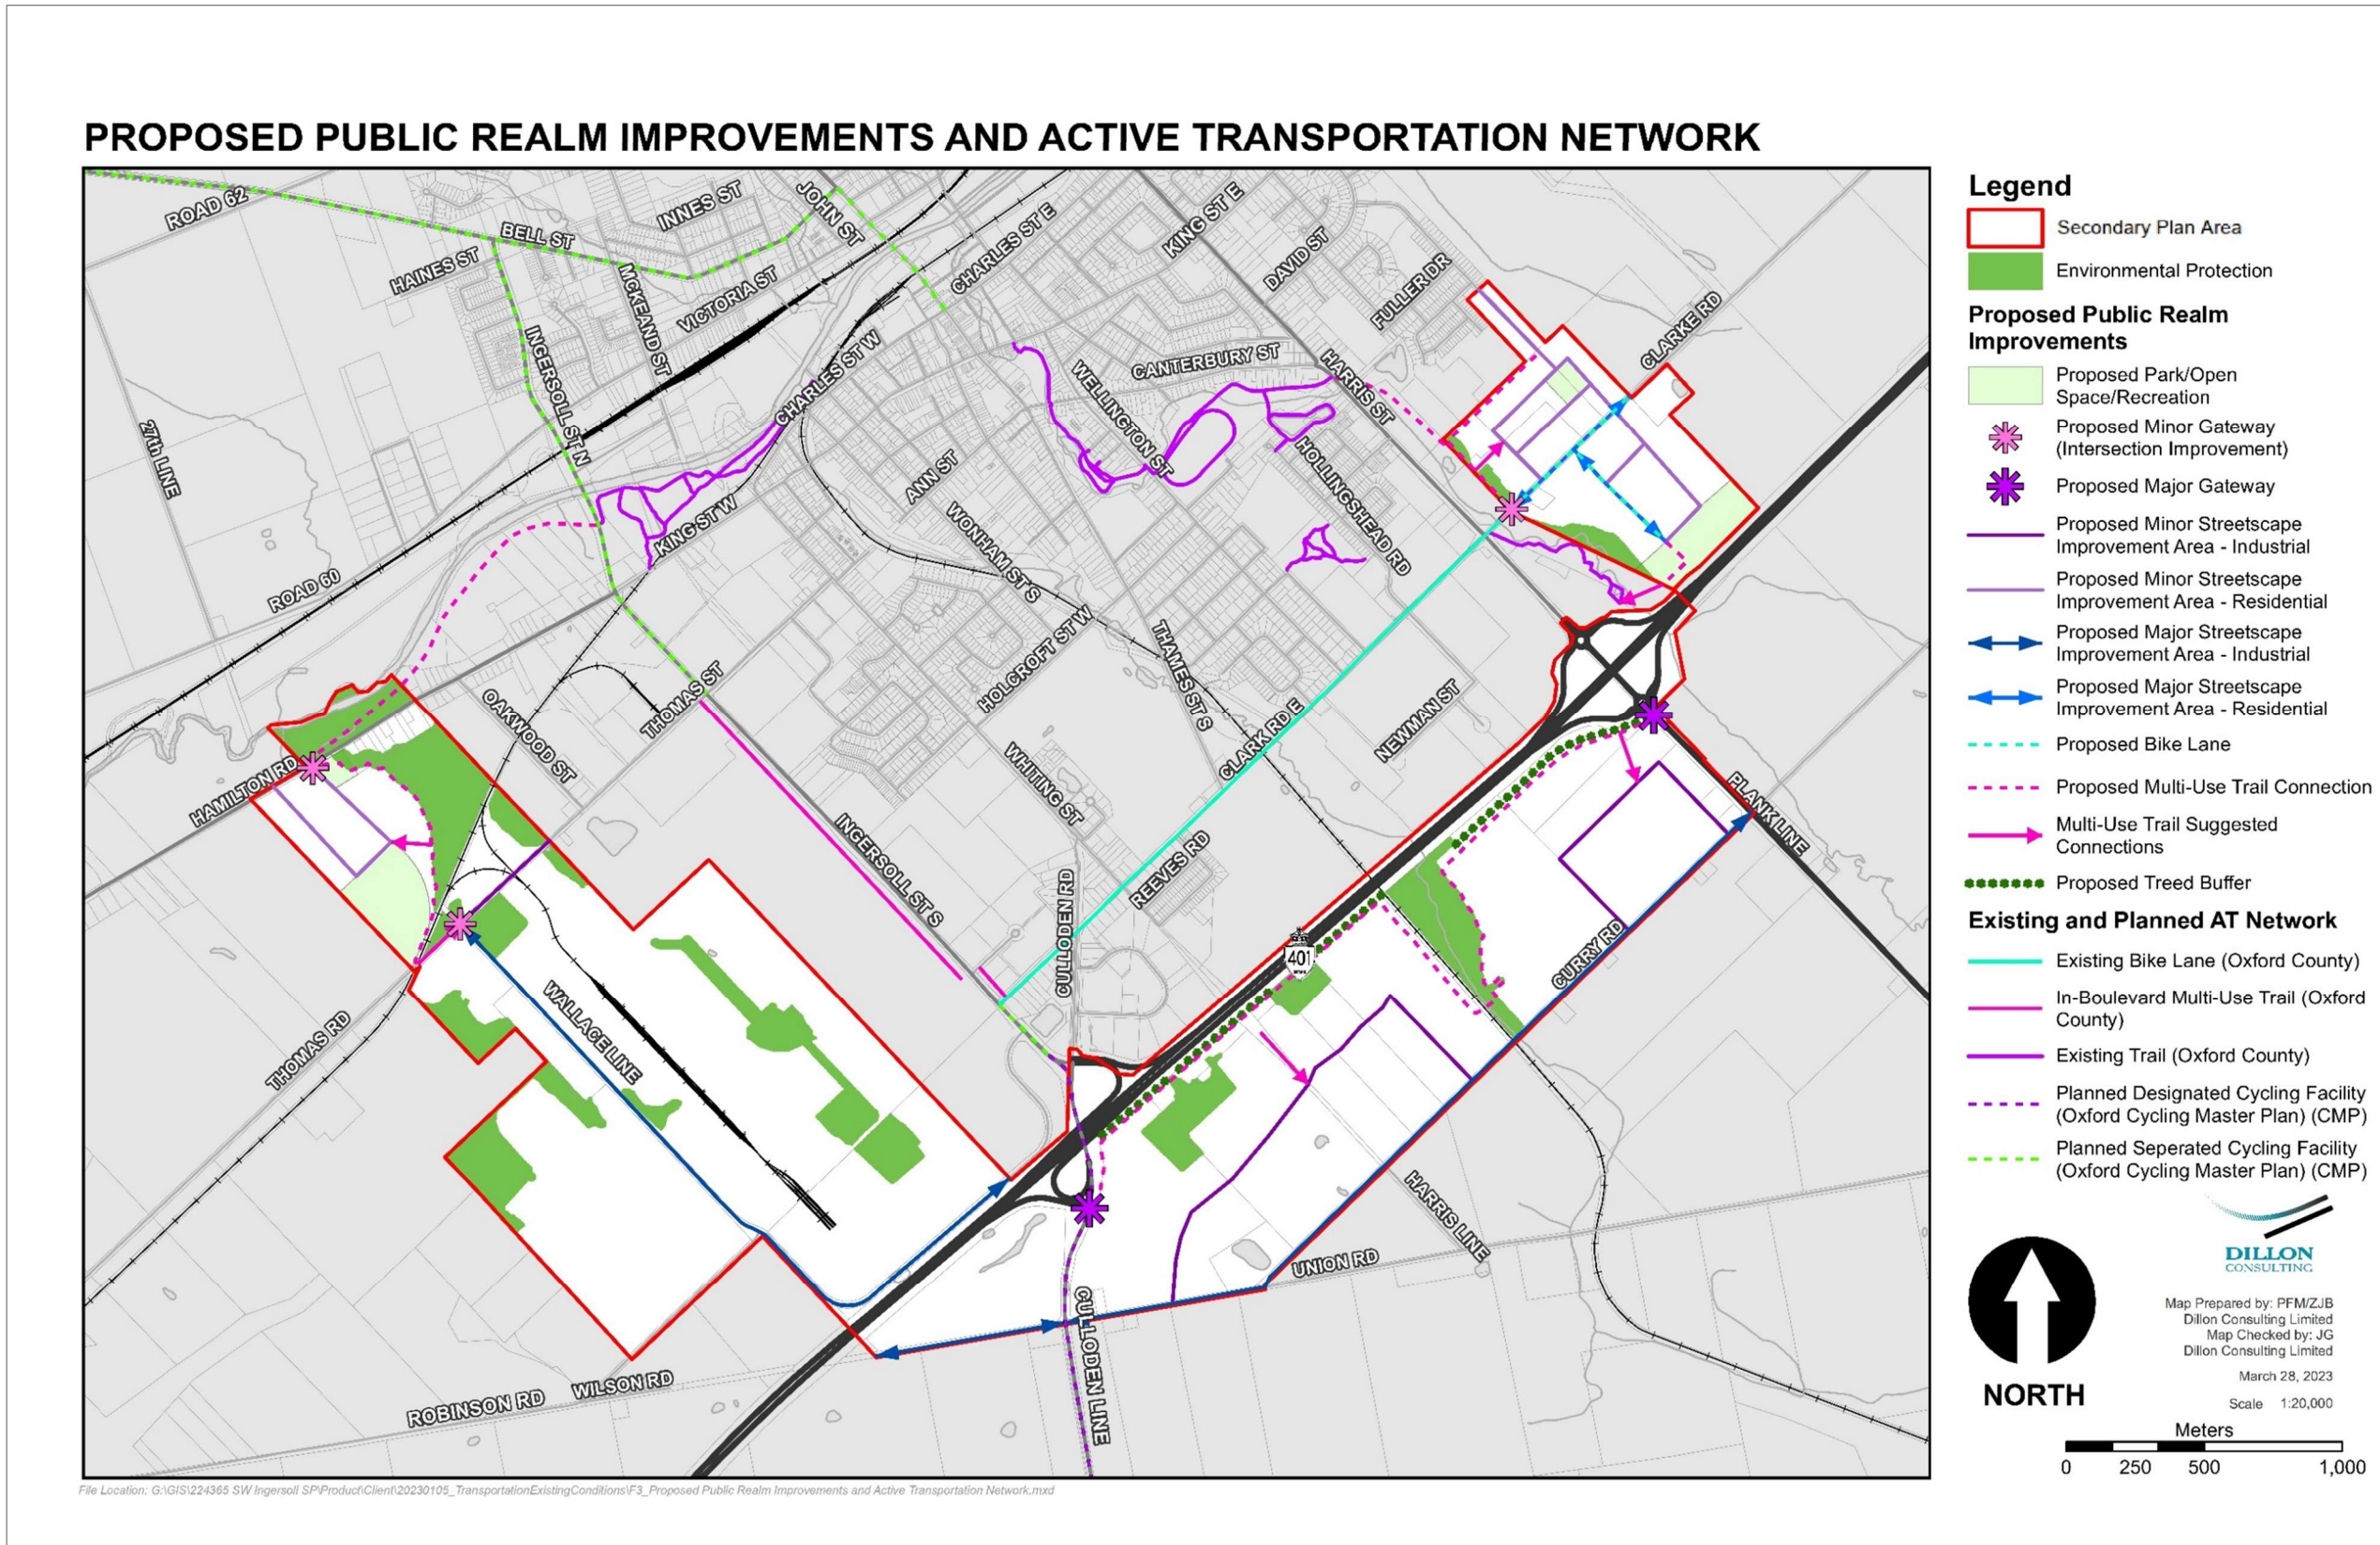 PROPOSED PUBLIC REALM IMPROVEMENTS AND ACTIVE TRANSPORTATION NETWORK
ROAD 62
BELL ST
INNES ST
JOHN ST
HAINES ST
MCKEAND ST
VICTORIA ST
CHARLES ST E
KING ST E
DAVID ST
FULLER DR
CLARKE RD
27th LINE
INGERSOLL ST N
CHARLES ST W
CANTERBURY ST
WELLINGTON ST
HARRIS ST
HOLLINGSHEAD RD
ANN ST
KING ST W
WONHAM ST S
ROAD 60
HOLCROFT ST W
THAMES ST S
OAKWOOD ST
THOMAS ST
CLARK RD E
NEWMAN ST
HAMILTON RD
WHITING ST
INGERSOLL ST S
REEVES RD
CULLODEN RD
PLANK LINE
401
CURRY RD
THOMAS RD
WALLACE LINE
HARRIS LINE
UNION RD
CULLODEN LINE
ROBINSON RD
WILSON RD
File Location: G:\GIS\224365 SW Ingersoll SP\Product\Client\20230105_TransportationExistingConditions\F3_Proposed Public Realm Improvements and Active Transportation Network.mxd
Legend
Secondary Plan Area
Environmental Protection
Proposed Public Realm
Improvements
Proposed Park/Open
Space/Recreation
Proposed Minor Gateway
(Intersection Improvement)
Proposed Major Gateway
Proposed Minor Streetscape
Improvement Area - Industrial
Proposed Minor Streetscape
Improvement Area - Residential
Proposed Major Streetscape
Improvement Area - Industrial
Proposed Major Streetscape
Improvement Area - Residential
Proposed Bike Lane
Proposed Multi-Use Trail Connection
Multi-Use Trail Suggested
Connections
Proposed Treed Buffer
Existing and Planned AT Network
Existing Bike Lane (Oxford County)
In-Boulevard Multi-Use Trail (Oxford
County)
Existing Trail (Oxford County)
Planned Designated Cycling Facility
(Oxford Cycling Master Plan) (CMP)
Planned Seperated Cycling Facility
(Oxford Cycling Master Plan) (CMP)
DILLON
CONSULTING
Map Prepared by: PFM/ZJB
Dillon Consulting Limited
Map Checked by: JG
Dillon Consulting Limited
March 28, 2023
Scale 1:20,000
NORTH
Meters
0 250 500 1,000